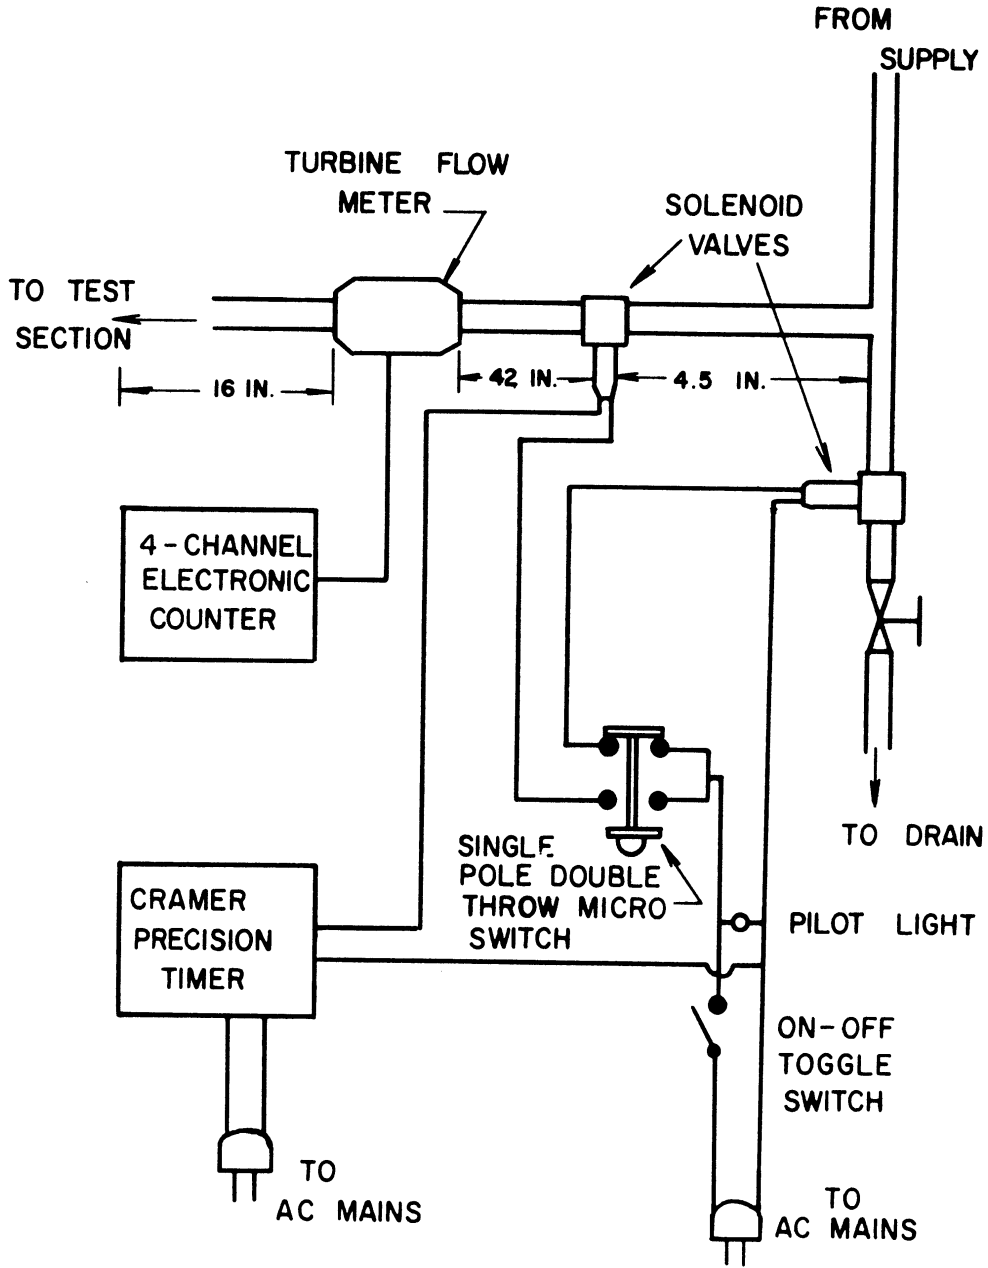 FROM
SUPPLY
TURBINE FLOW
METER
SOLENOID
VALVES
TO TEST
SECTION
16 IN.
42 IN.
4.5 IN.
4-CHANNEL
ELECTRONIC
COUNTER
TO DRAIN
SINGLE
POLE DOUBLE
THROW MICRO
SWITCH
CRAMER
PRECISION
TIMER
PILOT LIGHT
ON-OFF
TOGGLE
SWITCH
TO
AC MAINS
TO
AC MAINS